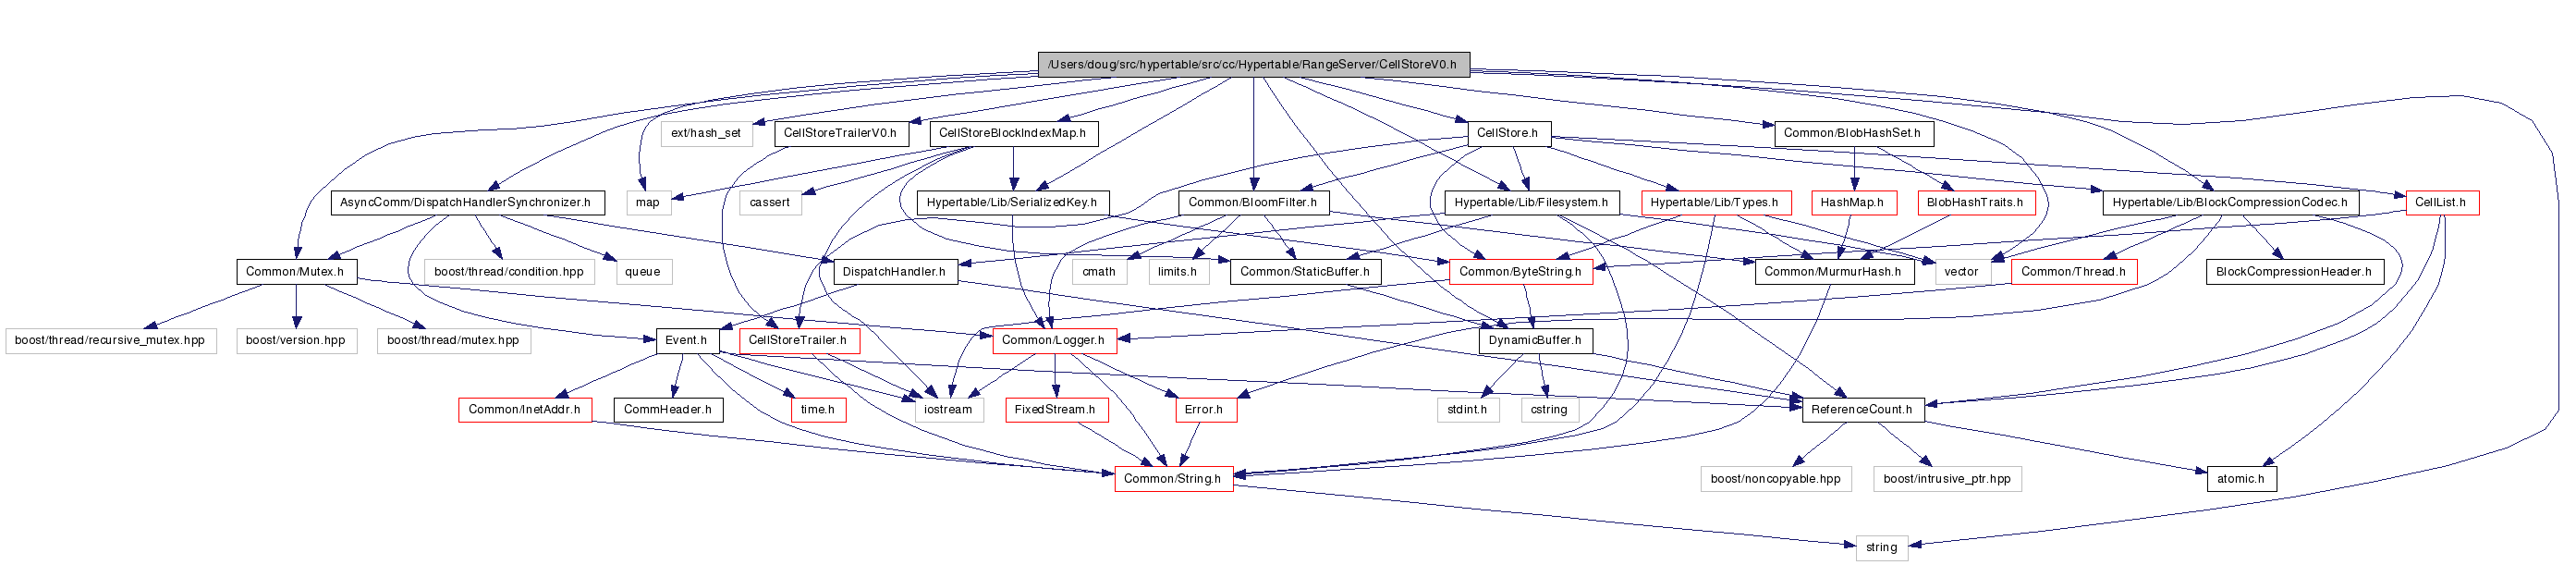 /Users/doug/src/hypertable/src/cc/Hypertable/RangeServer/CellStoreV0.h
ext/hash_set
CellStoreTrailerV0.h
CellStoreBlockIndexMap.h
CellStore.h
Common/BlobHashSet.h
AsyncComm/DispatchHandlerSynchronizer.h
map
cassert
Hypertable/Lib/SerializedKey.h
Common/BloomFilter.h
Hypertable/Lib/Filesystem.h
Hypertable/Lib/Types.h
HashMap.h
BlobHashTraits.h
Hypertable/Lib/BlockCompressionCodec.h
CellList.h
Common/Mutex.h
boost/thread/condition.hpp
queue
DispatchHandler.h
cmath
limits.h
Common/StaticBuffer.h
Common/ByteString.h
Common/MurmurHash.h
vector
Common/Thread.h
BlockCompressionHeader.h
boost/thread/recursive_mutex.hpp
boost/version.hpp
boost/thread/mutex.hpp
Event.h
CellStoreTrailer.h
Common/Logger.h
DynamicBuffer.h
Common/InetAddr.h
CommHeader.h
time.h
iostream
FixedStream.h
Error.h
stdint.h
cstring
ReferenceCount.h
Common/String.h
boost/noncopyable.hpp
boost/intrusive_ptr.hpp
atomic.h
string